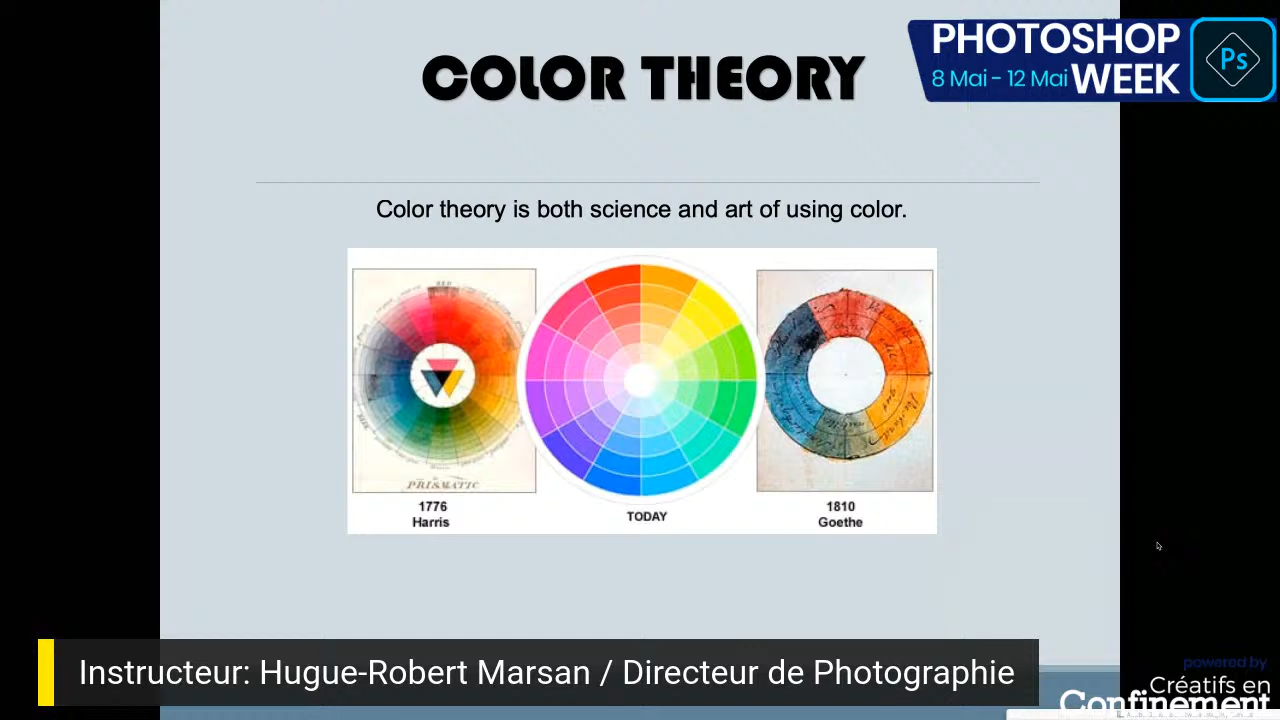 COLOR THEORY
PHOTOSHOP
8 Mai - 12 Mai WEEK
Ps
Color theory is both science and art of using color.
RED
PRISMATIC
1776
Harris
TODAY
1810
Goethe
Instructeur: Hugue-Robert Marsan / Directeur de Photographie
powered by
Créatifs en
Confinement